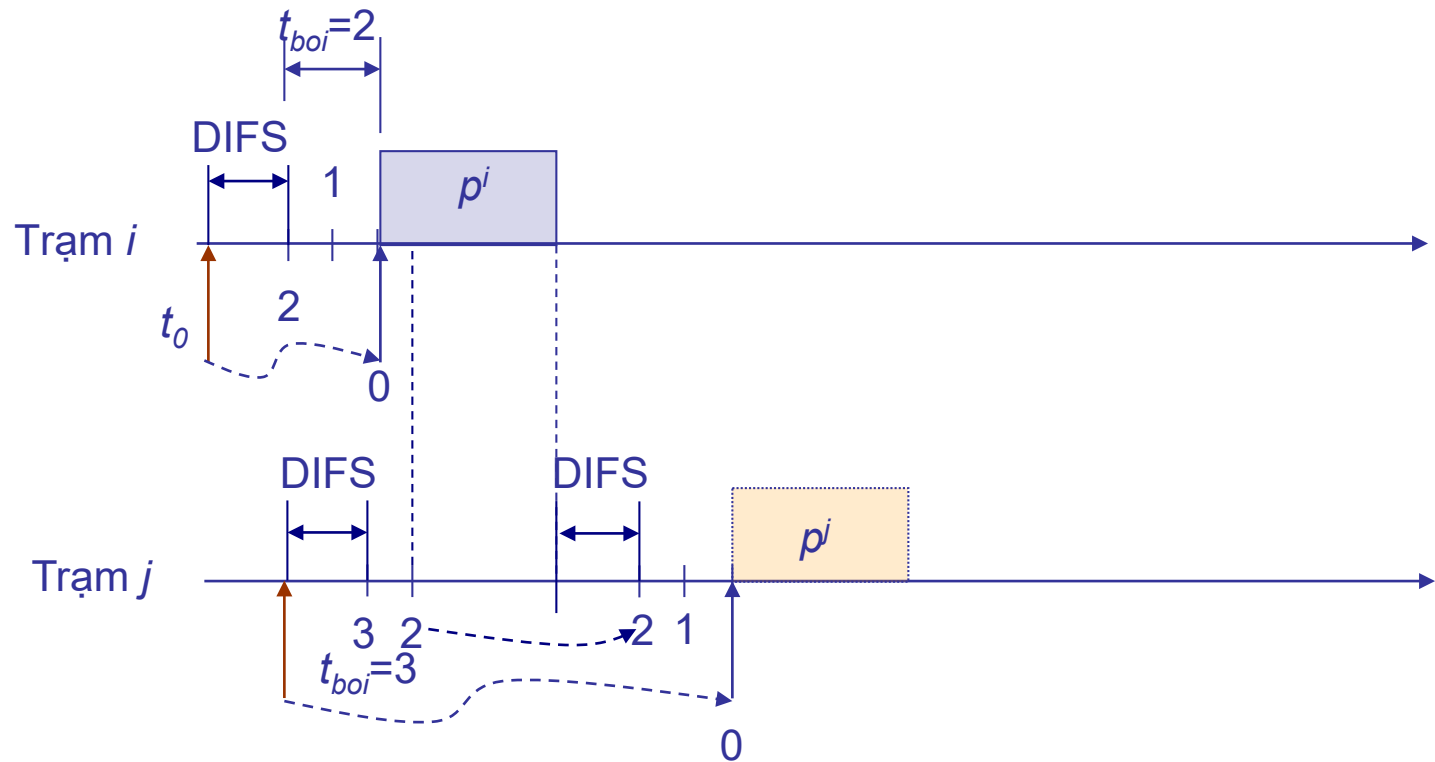 t_boi=2
DIFS
1
p^i
Trạm i
2
t_0
0
DIFS
DIFS
p^j
Trạm j
3 2
2 1
t_boi=3
0